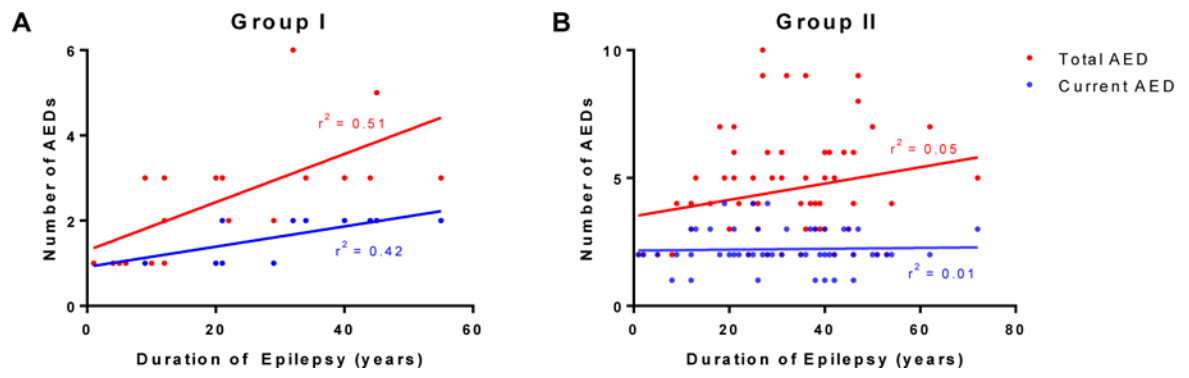 A
Group I
Number of AEDs
6
4
2
0
r² = 0.51
r² = 0.42
0
20
40
60
Duration of Epilepsy (years)
B
Group II
Number of AEDs
10
5
0
r² = 0.05
r² = 0.01
0
20
40
60
80
Duration of Epilepsy (years)
Total AED
Current AED